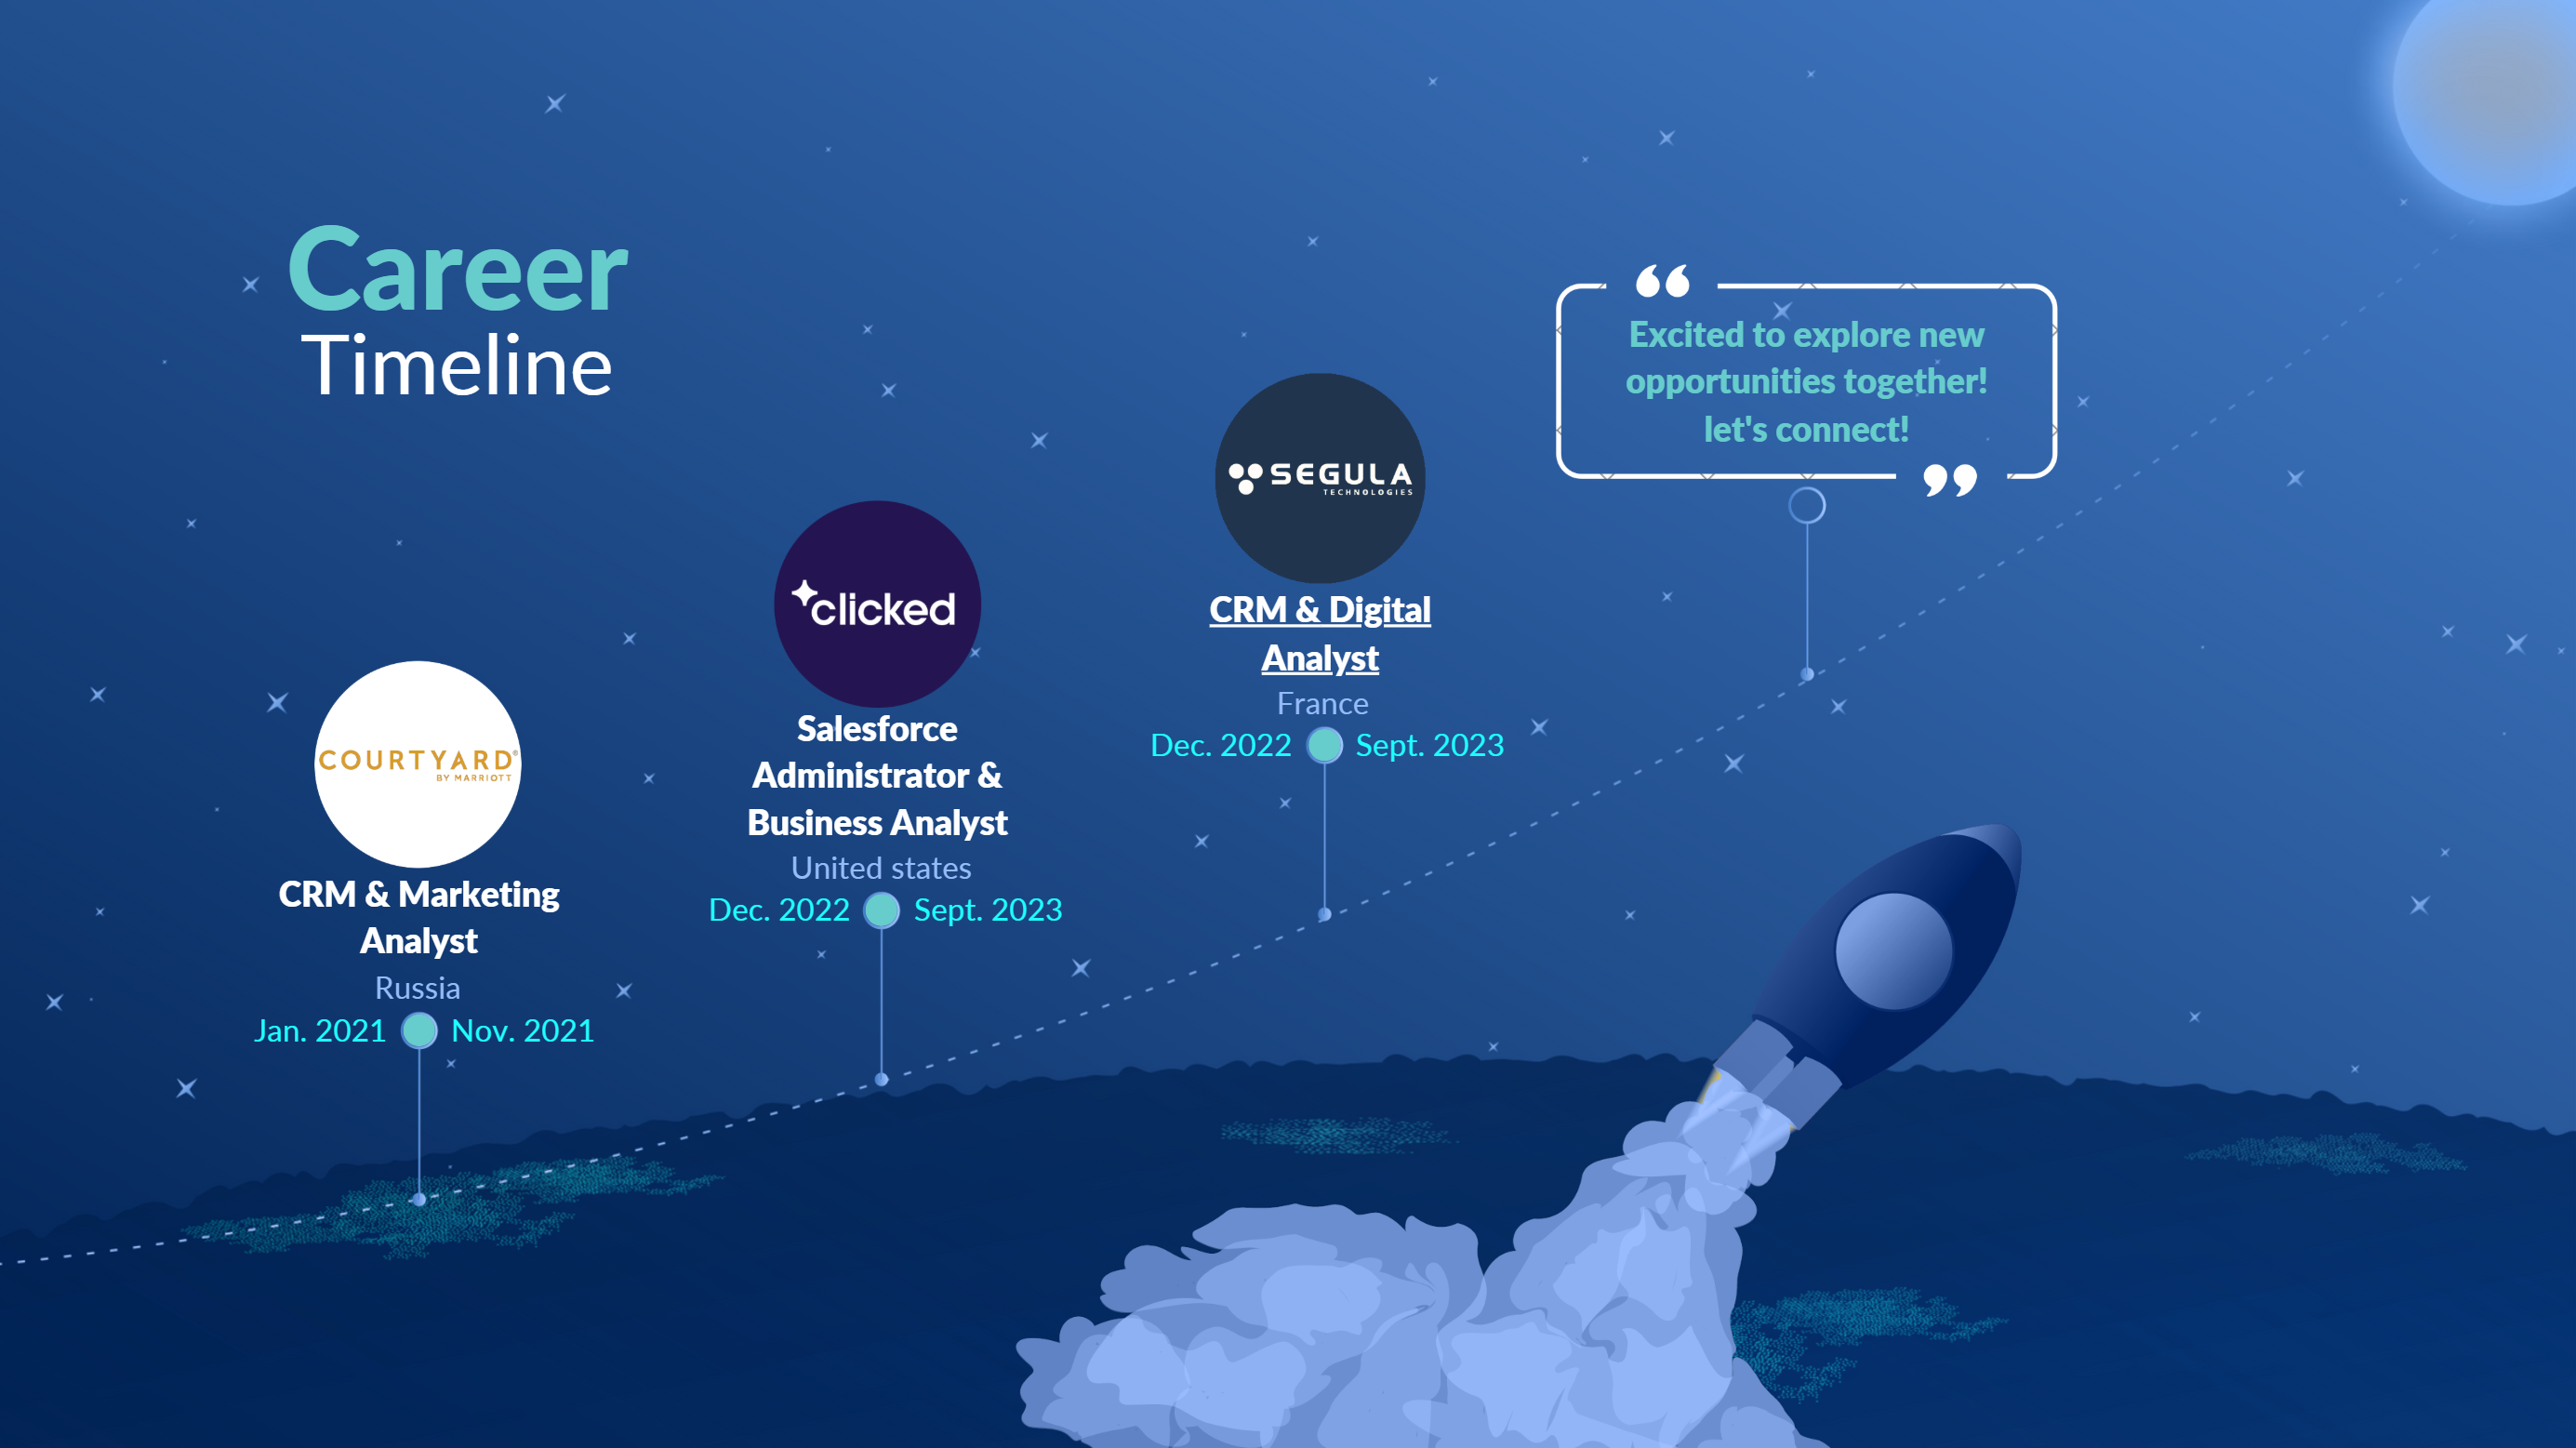 Career
Timeline
COURTYARD®
BY MARRIOTT
CRM & Marketing
Analyst
Russia
Jan. 2021 Nov. 2021
clicked
Salesforce
Administrator &
Business Analyst
United states
Dec. 2022 Sept. 2023
SEGULA
TECHNOLOGIES
CRM & Digital
Analyst
France
Dec. 2022 Sept. 2023
“
Excited to explore new
opportunities together!
let's connect!
”